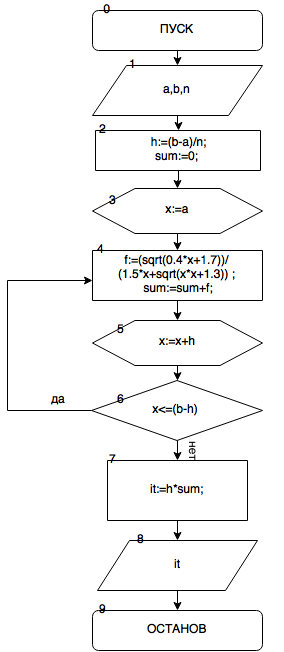 0
ПУСК
1
a,b,n
2
h:=(b-a)/n;
sum:=0;
3
x:=a
4
f:=(sqrt(0.4*x+1.7))/
(1.5*x+sqrt(x*x+1.3)) ;
sum:=sum+f;
5
x:=x+h
6
да
x<=(b-h)
нет
7
it:=h*sum;
8
it
9
ОСТАНОВ